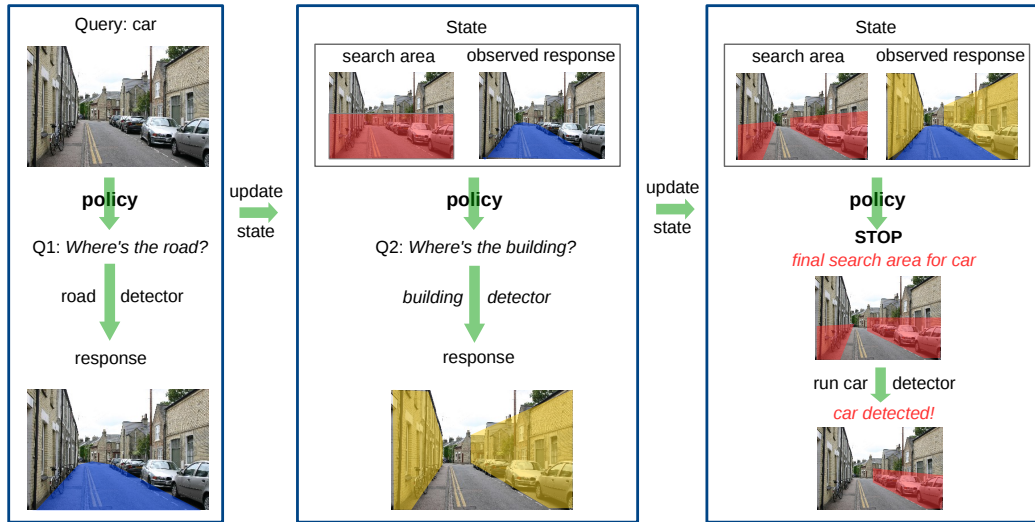 Query: car
policy
Q1: Where's the road?
road detector
response
update
state
State
search area observed response
policy
Q2: Where's the building?
building detector
response
update
state
State
search area observed response
policy
STOP
final search area for car
run car detector
car detected!